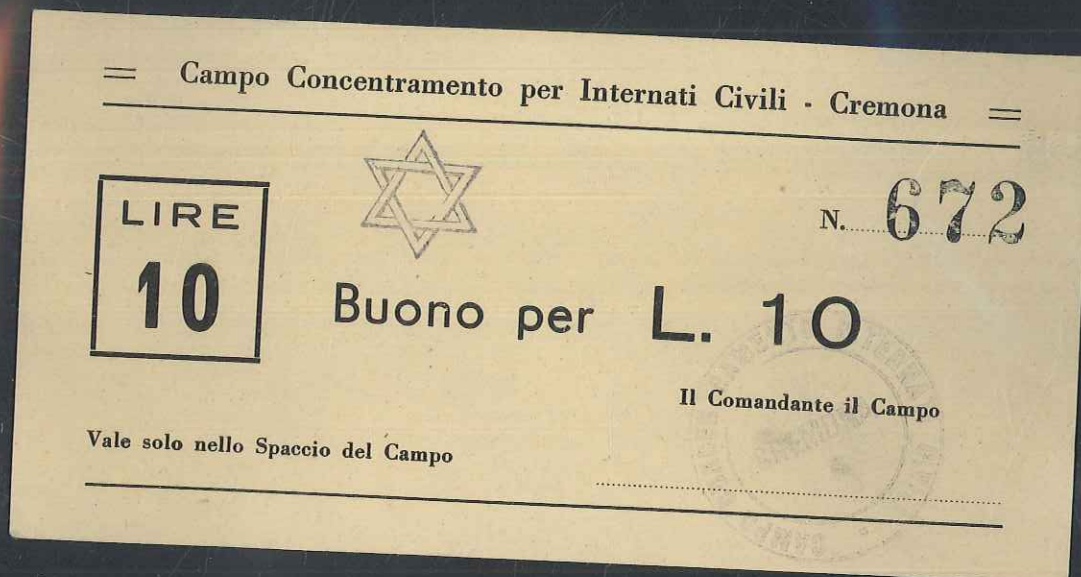 = Campo Concentramento per Internati Civili - Cremona =
LIRE
10
N. 672
Buono per L. 10
Il Comandante il Campo
Vale solo nello Spaccio del Campo